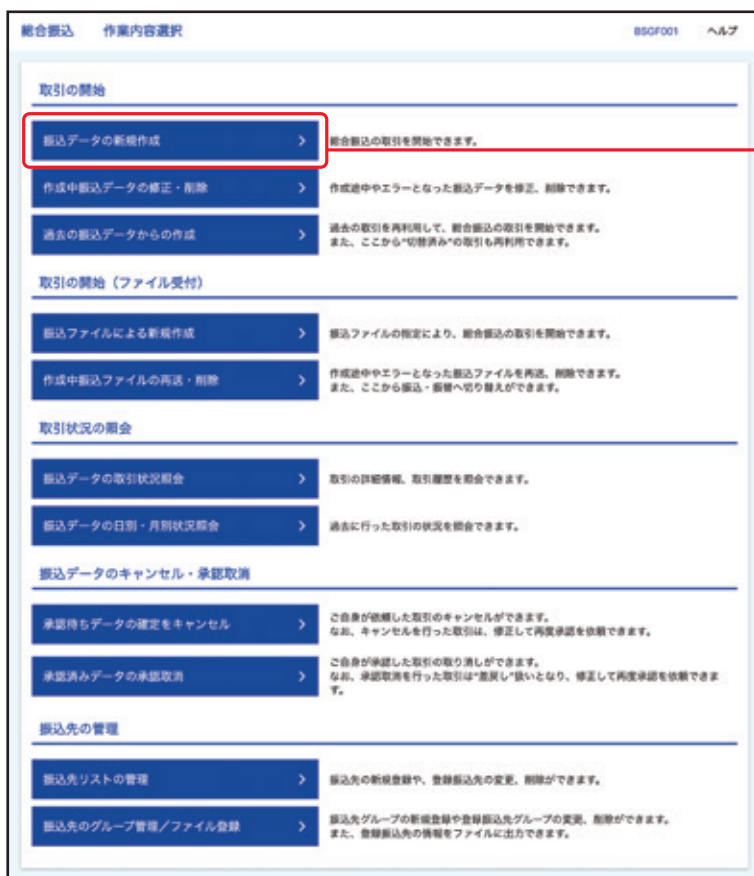 総合振込 作業内容選択 BSGF001 ヘルプ
取引の開始
振込データの新規作成 総合振込の取引を開始できます。
作成中振込データの修正・削除 作成途中やエラーとなった振込データを修正、削除できます。
過去の振込データからの作成 過去の取引を再利用して、総合振込の取引を開始できます。
また、ここから“切替済み”の取引も再利用できます。
取引の開始（ファイル受付）
振込ファイルによる新規作成 振込ファイルの指定により、総合振込の取引を開始できます。
作成中振込ファイルの再送・削除 作成途中やエラーとなった振込ファイルを再送、削除できます。
また、ここから振込・振替へ切り替えができます。
取引状況の照会
振込データの取引状況照会 取引の詳細情報、取引履歴を照会できます。
振込データの日別・月別状況照会 過去に行った取引の状況を照会できます。
振込データのキャンセル・承認取消
承認待ちデータの確定をキャンセル ご自身が依頼した取引のキャンセルができます。
なお、キャンセルを行った取引は、修正して再度承認を依頼できます。
承認済みデータの承認取消 ご自身が承認した取引の取り消しができます。
なお、承認取消を行った取引は“差戻し”扱いとなり、修正して再度承認を依頼できま
す。
振込先の管理
振込先リストの管理 振込先の新規登録や、登録振込先の変更、削除ができます。
振込先のグループ管理／ファイル登録 振込先グループの新規登録や登録振込先グループの変更、削除ができます。
また、登録振込先の情報をファイルに出力できます。